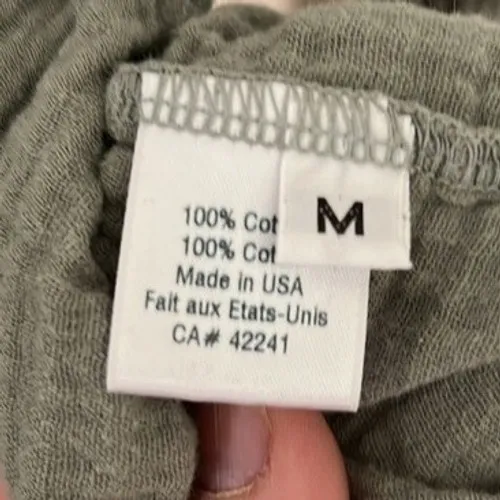 M
100% Cot
100% Cot
Made in USA
Fait aux Etats-Unis
CA# 42241